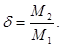 δ = M₂ / M₁.